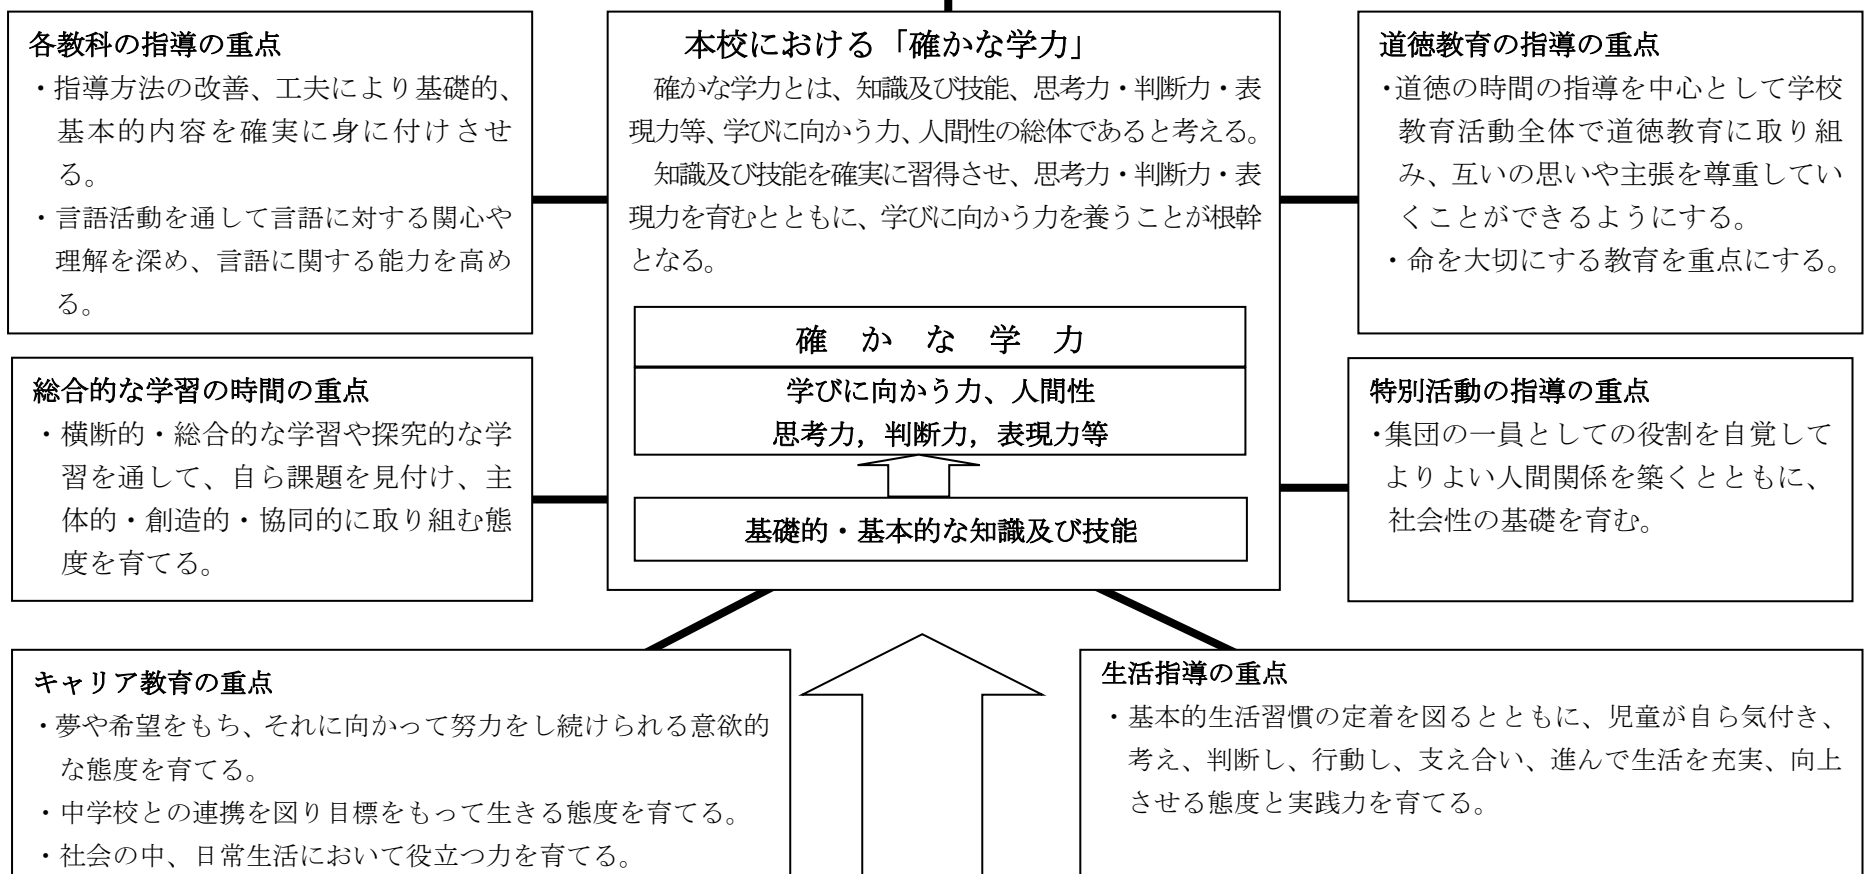 各教科の指導の重点
・指導方法の改善、工夫により基礎的、
基本的内容を確実に身に付けさせ
る。
・言語活動を通して言語に対する関心や
理解を深め、言語に関する能力を高め
る。
本校における「確かな学力」
確かな学力とは、知識及び技能、思考力・判断力・表
現力等、学びに向かう力、人間性の総体であると考える。
知識及び技能を確実に習得させ、思考力・判断力・表
現力を育むとともに、学びに向かう力を養うことが根幹
となる。
確 か な 学 力
学びに向かう力、人間性
思考力，判断力，表現力等
基礎的・基本的な知識及び技能
道徳教育の指導の重点
・道徳の時間の指導を中心として学校
教育活動全体で道徳教育に取り組
み、互いの思いや主張を尊重してい
くことができるようにする。
・命を大切にする教育を重点にする。
総合的な学習の時間の重点
・横断的・総合的な学習や探究的な学
習を通して、自ら課題を見付け、主
体的・創造的・協同的に取り組む態
度を育てる。
特別活動の指導の重点
・集団の一員としての役割を自覚して
よりよい人間関係を築くとともに、
社会性の基礎を育む。
キャリア教育の重点
・夢や希望をもち、それに向かって努力をし続けられる意欲的
な態度を育てる。
・中学校との連携を図り目標をもって生きる態度を育てる。
・社会の中、日常生活において役立つ力を育てる。
生活指導の重点
・基本的生活習慣の定着を図るとともに、児童が自ら気付き、
考え、判断し、行動し、支え合い、進んで生活を充実、向上
させる態度と実践力を育てる。